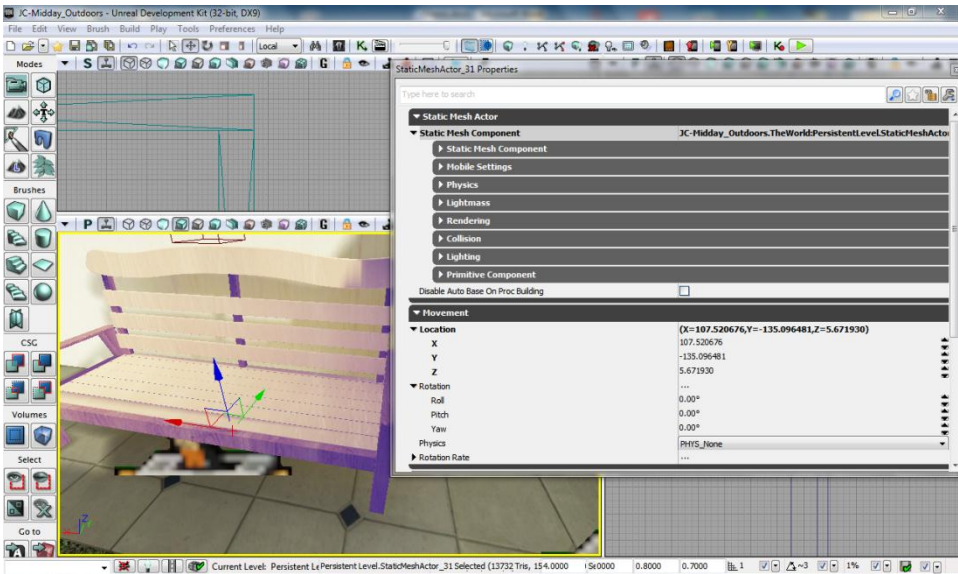 JC-Midday_Outdoors - Unreal Development Kit (32-bit, DX9)
File Edit View Brush Build Play Tools Preferences Help
Local
Modes
S
G
StaticMeshActor_31 Properties
Type here to search
Static Mesh Actor
Static Mesh Component JC-Midday_Outdoors.TheWorld:PersistentLevel.StaticMeshActo
Static Mesh Component
Mobile Settings
Physics
Lightmass
Rendering
Collision
Lighting
Primitive Component
Disable Auto Base On Proc Building
Movement
Location (X=107.520676,Y=-135.096481,Z=5.671930)
X 107.520676
Y -135.096481
Z 5.671930
Rotation ...
Roll 0.00°
Pitch 0.00°
Yaw 0.00°
Physics PHYS_None
Rotation Rate ...
Brushes
P
G
CSG
Volumes
Select
Go to
Z
Current Level: Persistent Le Persistent Level.StaticMeshActor_31 Selected (13732 Tris, 154.0000 0.8000 0.7000 1 ~3 1%